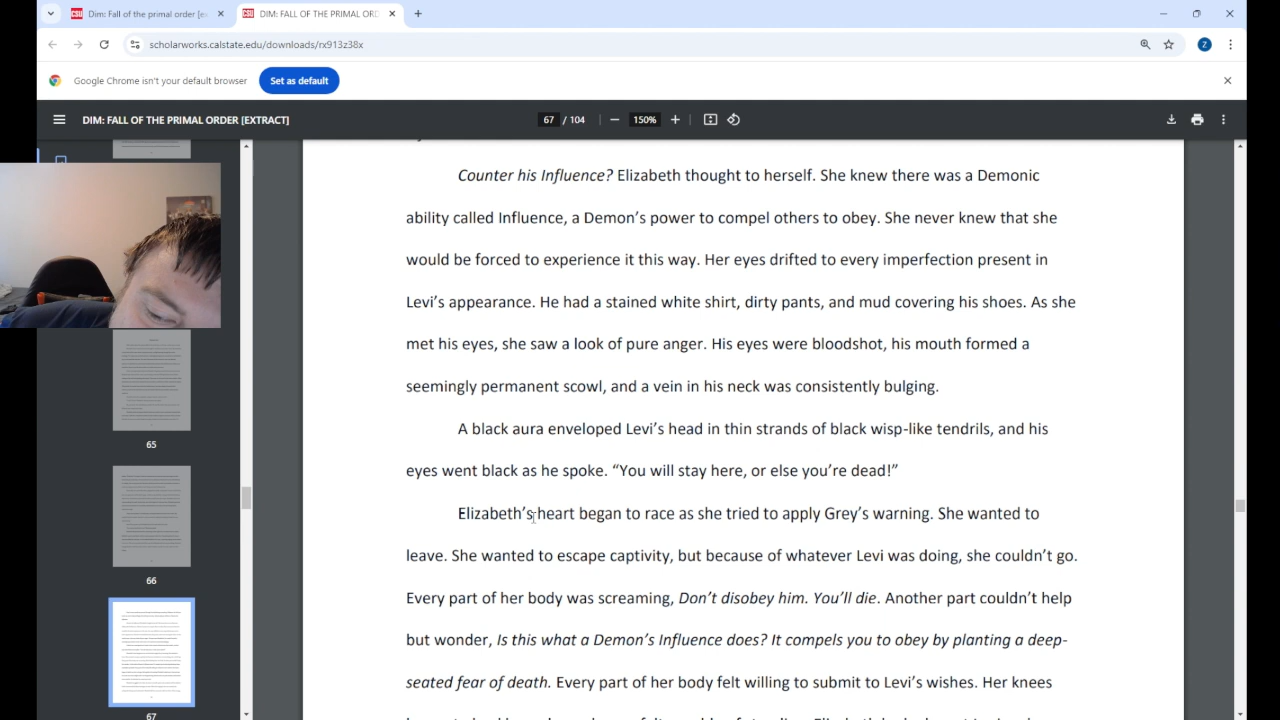 DIM: Fall of the primal order [ex
DIM: FALL OF THE PRIMAL ORD
scholarworks.calstate.edu/downloads/rx913z38x
Z
Google Chrome isn't your default browser
Set as default
DIM: FALL OF THE PRIMAL ORDER [EXTRACT]
67 / 104
150%
Counter his Influence? Elizabeth thought to herself. She knew there was a Demonic
ability called Influence, a Demon's power to compel others to obey. She never knew that she
would be forced to experience it this way. Her eyes drifted to every imperfection present in
Levi's appearance. He had a stained white shirt, dirty pants, and mud covering his shoes. As she
met his eyes, she saw a look of pure anger. His eyes were bloodshot, his mouth formed a
seemingly permanent scowl, and a vein in his neck was consistently bulging.
A black aura enveloped Levi's head in thin strands of black wisp-like tendrils, and his
eyes went black as he spoke. “You will stay here, or else you're dead!”
Elizabeth's heart began to race as she tried to apply Grey's warning. She wanted to
leave. She wanted to escape captivity, but because of whatever Levi was doing, she couldn't go.
Every part of her body was screaming, Don't disobey him. You'll die. Another part couldn't help
but wonder, Is this what a Demon's Influence does? It compels you to obey by planting a deep-
seated fear of death. Every part of her body felt willing to submit to Levi's wishes. Her knees
65
66
67